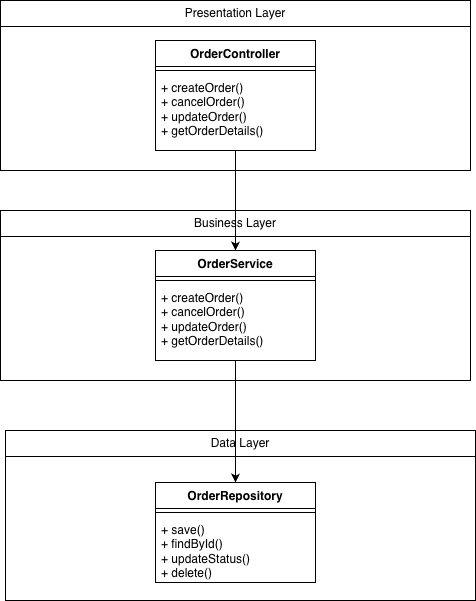 Presentation Layer
OrderController
+ createOrder()
+ cancelOrder()
+ updateOrder()
+ getOrderDetails()
Business Layer
OrderService
+ createOrder()
+ cancelOrder()
+ updateOrder()
+ getOrderDetails()
Data Layer
OrderRepository
+ save()
+ findById()
+ updateStatus()
+ delete()